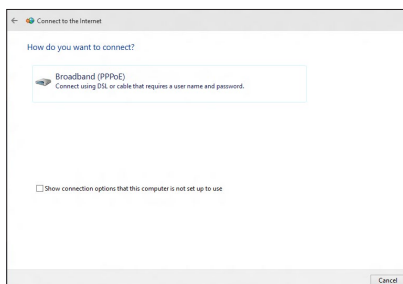 Connect to the Internet
How do you want to connect?
Broadband (PPPoE)
Connect using DSL or cable that requires a user name and password.
Show connection options that this computer is not set up to use
Cancel